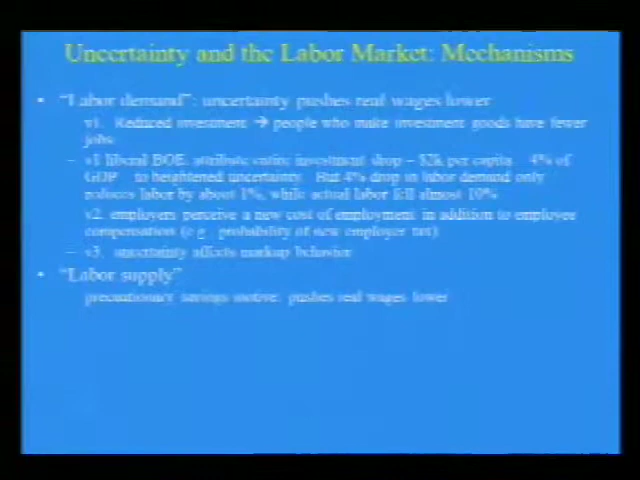 Uncertainty and the Labor Market: Mechanisms
• "Labor demand": uncertainty pushes real wages lower
v1. Reduced investment → people who make investment goods have fewer
jobs
– v1 liberal BOE: attribute entire investment drop – $2k per capita 4% of
GDP to heightened uncertainty But 4% drop in labor demand only
reduces labor by about 1%, while actual labor fell almost 10%
v2. employers perceive a new cost of employment in addition to employee
compensation (e.g. probability of new employer tax)
– v3. uncertainty affects markup behavior
• "Labor supply"
precautionary savings motive: pushes real wages lower